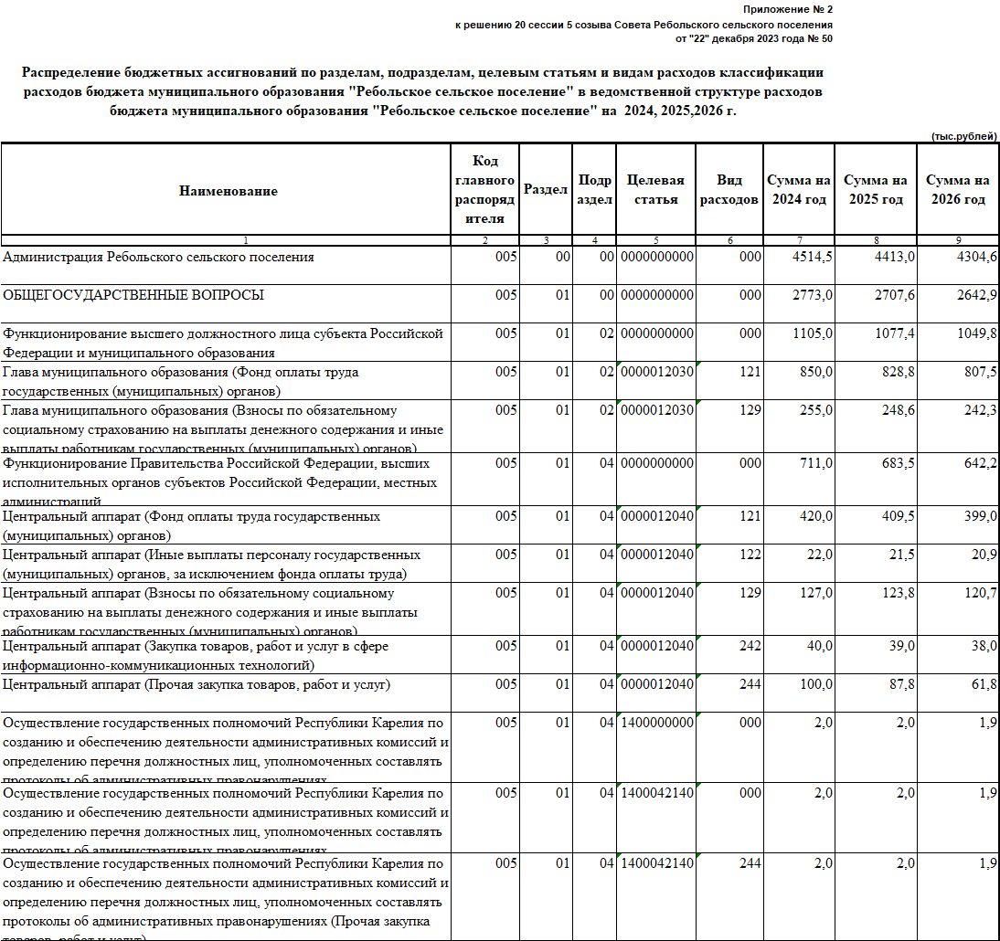 Приложение № 2
к решению 20 сессии 5 созыва Совета Ребольского сельского поселения
от "22" декабря 2023 года № 50
Распределение бюджетных ассигнований по разделам, подразделам, целевым статьям и видам расходов классификации
расходов бюджета муниципального образования "Ребольское сельское поселение" в ведомственной структуре расходов
бюджета муниципального образования "Ребольское сельское поселение" на 2024, 2025,2026 г.
(тыс.рублей)
Наименование
Код
главного
распоряд
ителя
Раздел
Подр
аздел
Целевая
статья
Вид
расходов
Сумма на
2024 год
Сумма на
2025 год
Сумма на
2026 год
1 2 3 4 5 6 7 8 9
Администрация Ребольского сельского поселения 005 00 00 0000000000 000 4514,5 4413,0 4304,6
ОБЩЕГОСУДАРСТВЕННЫЕ ВОПРОСЫ 005 01 00 0000000000 000 2773,0 2707,6 2642,9
Функционирование высшего должностного лица субъекта Российской 005 01 02 0000000000 000 1105,0 1077,4 1049,8
Федерации и муниципального образования
Глава муниципального образования (Фонд оплаты труда 005 01 02 0000012030 121 850,0 828,8 807,5
государственных (муниципальных) органов)
Глава муниципального образования (Взносы по обязательному 005 01 02 0000012030 129 255,0 248,6 242,3
социальному страхованию на выплаты денежного содержания и иные
выплаты работникам государственных (муниципальных) органов)
Функционирование Правительства Российской Федерации, высших 005 01 04 0000000000 000 711,0 683,5 642,2
исполнительных органов субъектов Российской Федерации, местных
администраций
Центральный аппарат (Фонд оплаты труда государственных 005 01 04 0000012040 121 420,0 409,5 399,0
(муниципальных) органов)
Центральный аппарат (Иные выплаты персоналу государственных 005 01 04 0000012040 122 22,0 21,5 20,9
(муниципальных) органов, за исключением фонда оплаты труда)
Центральный аппарат (Взносы по обязательному социальному 005 01 04 0000012040 129 127,0 123,8 120,7
страхованию на выплаты денежного содержания и иные выплаты
работникам государственных (муниципальных) органов)
Центральный аппарат (Закупка товаров, работ и услуг в сфере 005 01 04 0000012040 242 40,0 39,0 38,0
информационно-коммуникационных технологий)
Центральный аппарат (Прочая закупка товаров, работ и услуг) 005 01 04 0000012040 244 100,0 87,8 61,8
Осуществление государственных полномочий Республики Карелия по 005 01 04 1400000000 000 2,0 2,0 1,9
созданию и обеспечению деятельности административных комиссий и
определению перечня должностных лиц, уполномоченных составлять
протоколы об административных правонарушениях
Осуществление государственных полномочий Республики Карелия по 005 01 04 1400042140 000 2,0 2,0 1,9
созданию и обеспечению деятельности административных комиссий и
определению перечня должностных лиц, уполномоченных составлять
протоколы об административных правонарушениях
Осуществление государственных полномочий Республики Карелия по 005 01 04 1400042140 244 2,0 2,0 1,9
созданию и обеспечению деятельности административных комиссий и
определению перечня должностных лиц, уполномоченных составлять
протоколы об административных правонарушениях (Прочая закупка
товаров, работ и услуг)